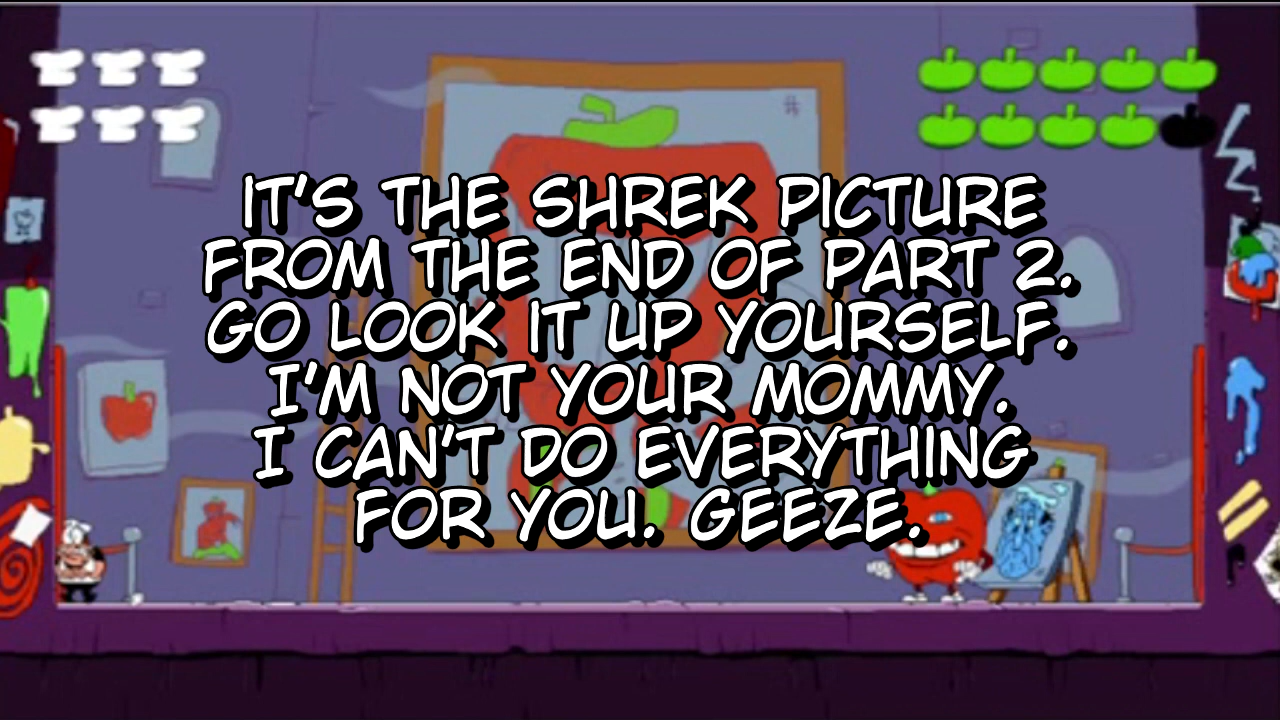 IT'S THE SHREK PICTURE
FROM THE END OF PART 2.
GO LOOK IT UP YOURSELF.
I'M NOT YOUR MOMMY.
I CAN'T DO EVERYTHING
FOR YOU. GEEZE.